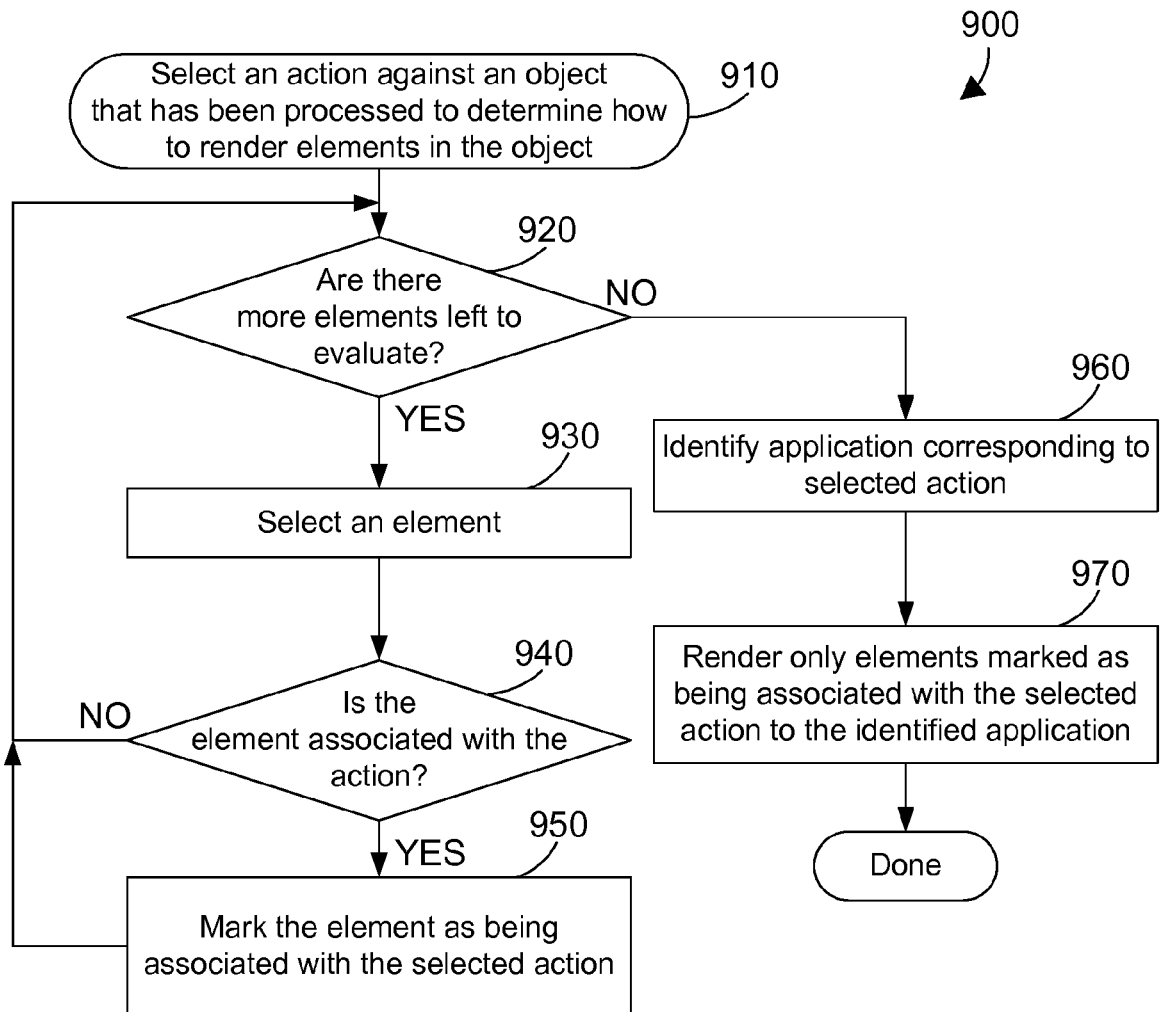 900
Select an action against an object
that has been processed to determine how
to render elements in the object
910
920
Are there
more elements left to
evaluate?
NO
YES
930
Select an element
940
Is the
element associated with the
action?
NO
YES
950
Mark the element as being
associated with the selected action
960
Identify application corresponding to
selected action
970
Render only elements marked as
being associated with the selected
action to the identified application
Done